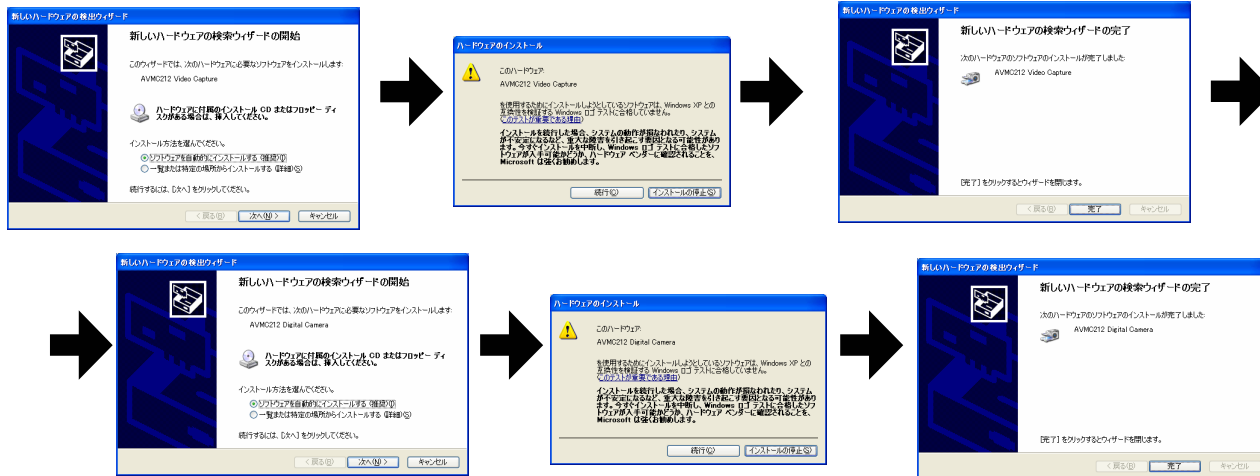 新しいハードウェアの検出ウィザード
新しいハードウェアの検索ウィザードの開始
このウィザードでは、次のハードウェアに必要なソフトウェアをインストールします:
AVMC212 Video Capture
ハードウェアに付属のインストール CD またはフロッピー ディ
スクがある場合は、挿入してください。
インストール方法を選んでください。
ソフトウェアを自動的にインストールする (推奨)(I)
一覧または特定の場所からインストールする (詳細)(S)
続行するには、[次へ] をクリックしてください。
< 戻る(B)
次へ(N) >
キャンセル
ハードウェアのインストール
このハードウェア:
AVMC212 Video Capture
を使用するためにインストールしようとしているソフトウェアは、Windows XP との
互換性を検証する Windows ロゴ テストに合格していません。
(このテストが重要である理由)
インストールを続行した場合、システムの動作が損なわれたり、システム
が不安定になるなど、重大な障害を引き起こす要因となる可能性があり
ます。今すぐインストールを中断し、Windows ロゴ テストに合格したソフ
トウェアが入手可能かどうか、ハードウェア ベンダーに確認されることを、
Microsoft は強くお勧めします。
続行(C)
インストールの停止(S)
新しいハードウェアの検出ウィザード
新しいハードウェアの検索ウィザードの完了
次のハードウェアのソフトウェアのインストールが完了しました:
AVMC212 Video Capture
[完了] をクリックするとウィザードを閉じます。
< 戻る(B)
完了
キャンセル
新しいハードウェアの検出ウィザード
新しいハードウェアの検索ウィザードの開始
このウィザードでは、次のハードウェアに必要なソフトウェアをインストールします:
AVMC212 Digital Camera
ハードウェアに付属のインストール CD またはフロッピー ディ
スクがある場合は、挿入してください。
インストール方法を選んでください。
ソフトウェアを自動的にインストールする (推奨)(I)
一覧または特定の場所からインストールする (詳細)(S)
続行するには、[次へ] をクリックしてください。
< 戻る(B)
次へ(N) >
キャンセル
ハードウェアのインストール
このハードウェア:
AVMC212 Digital Camera
を使用するためにインストールしようとしているソフトウェアは、Windows XP との
互換性を検証する Windows ロゴ テストに合格していません。
(このテストが重要である理由)
インストールを続行した場合、システムの動作が損なわれたり、システム
が不安定になるなど、重大な障害を引き起こす要因となる可能性があり
ます。今すぐインストールを中断し、Windows ロゴ テストに合格したソフ
トウェアが入手可能かどうか、ハードウェア ベンダーに確認されることを、
Microsoft は強くお勧めします。
続行(C)
インストールの停止(S)
新しいハードウェアの検出ウィザード
新しいハードウェアの検索ウィザードの完了
次のハードウェアのソフトウェアのインストールが完了しました:
AVMC212 Digital Camera
[完了] をクリックするとウィザードを閉じます。
< 戻る(B)
完了
キャンセル